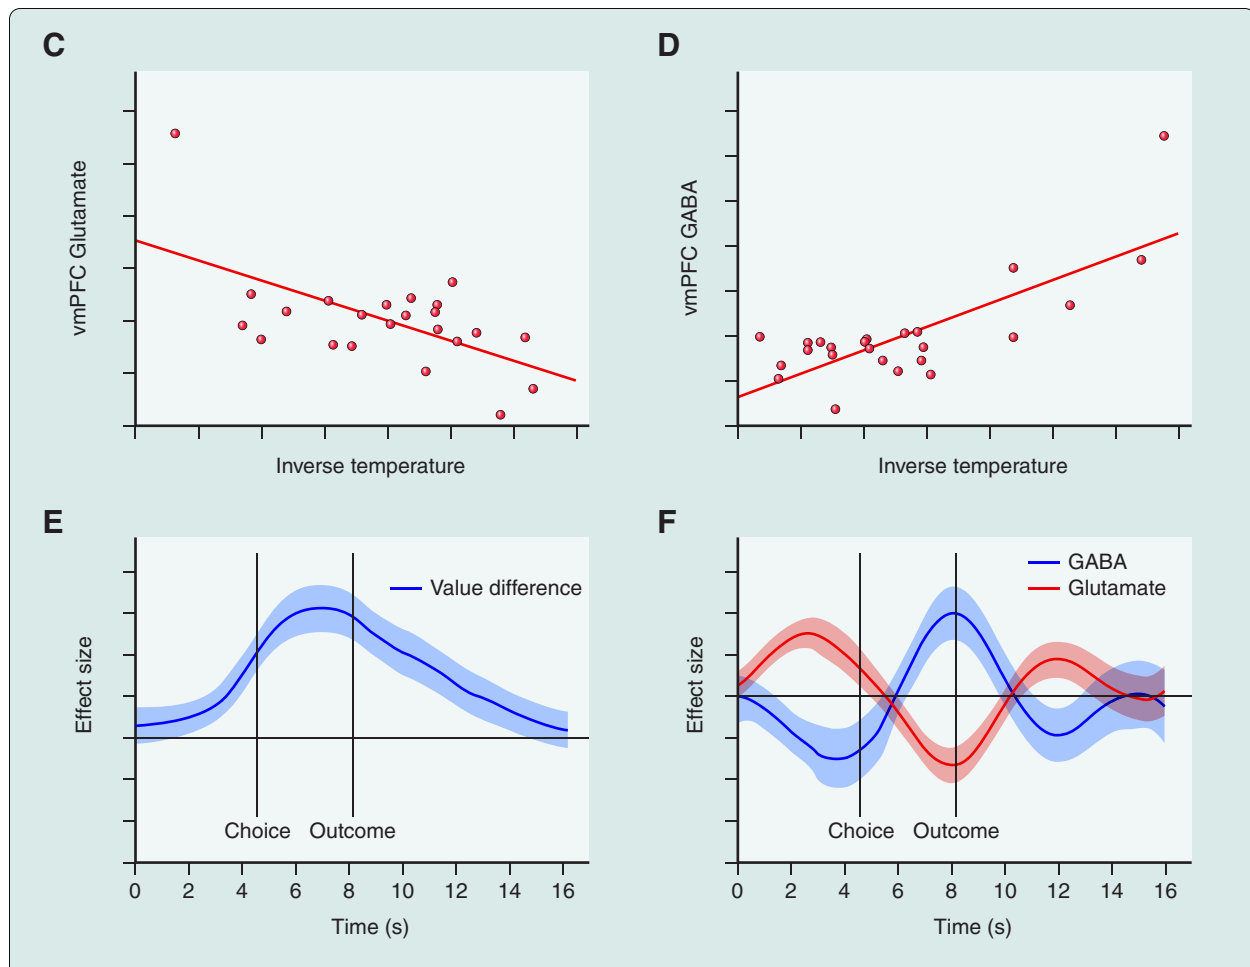 C
vmPFC Glutamate
Inverse temperature
D
vmPFC GABA
Inverse temperature
E
Effect size
Value difference
Choice
Outcome
0 2 4 6 8 10 12 14 16
Time (s)
F
Effect size
GABA
Glutamate
Choice
Outcome
0 2 4 6 8 10 12 14 16
Time (s)